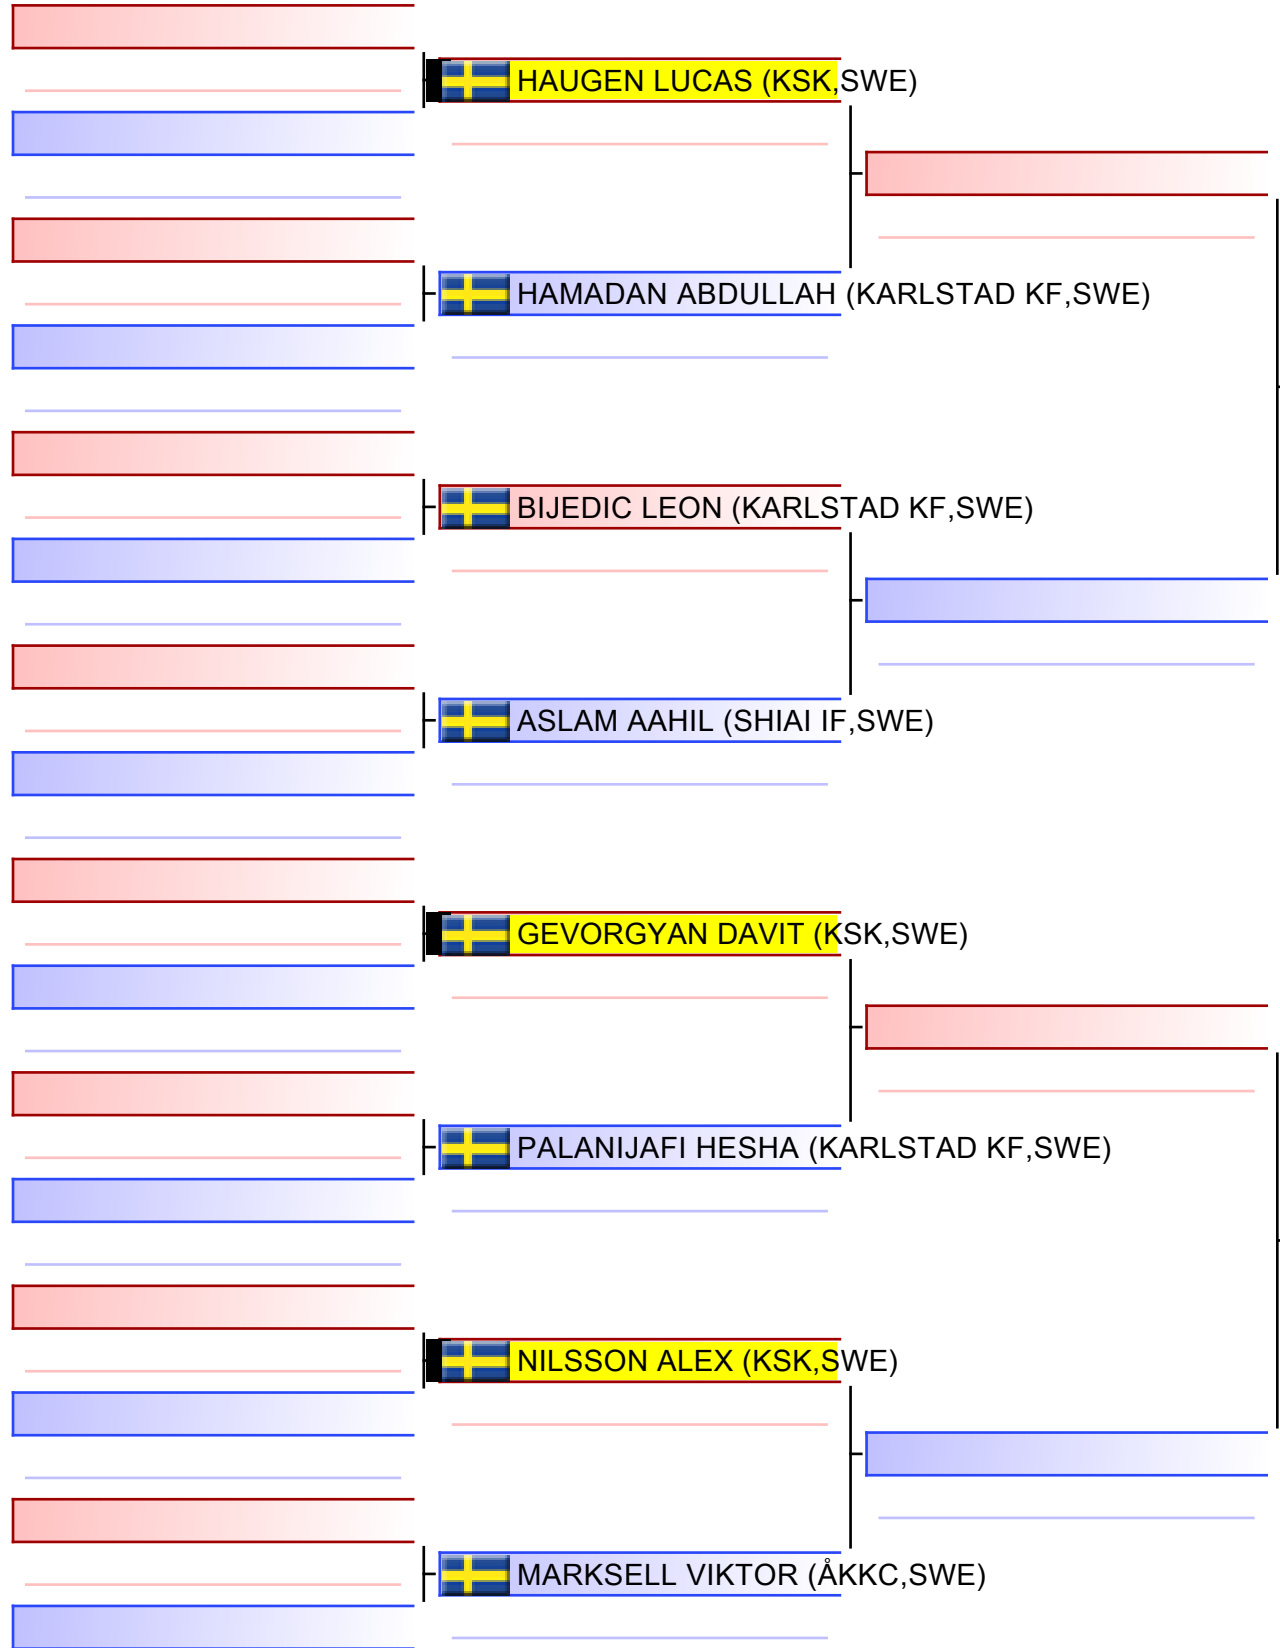 HAUGEN LUCAS (KSK,SWE)
HAMADAN ABDULLAH (KARLSTAD KF,SWE)
BIJEDIC LEON (KARLSTAD KF,SWE)
ASLAM AAHIL (SHIAI IF,SWE)
GEVORGYAN DAVIT (KSK,SWE)
PALANIJAFI HESHA (KARLSTAD KF,SWE)
NILSSON ALEX (KSK,SWE)
MARKSELL VIKTOR (ÅKKC,SWE)